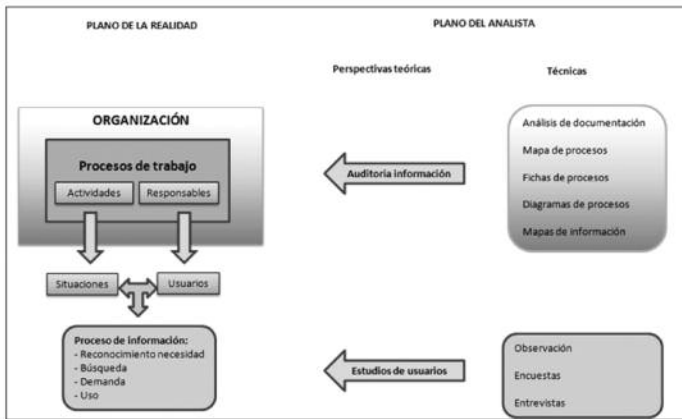 PLANO DE LA REALIDAD
PLANO DEL ANALISTA
Perspectivas teóricas
Técnicas
ORGANIZACIÓN
Procesos de trabajo
Actividades
Responsables
Situaciones
Usuarios
Proceso de información:
- Reconocimiento necesidad
- Búsqueda
- Demanda
- Uso
Auditoria información
Análisis de documentación
Mapa de procesos
Fichas de procesos
Diagramas de procesos
Mapas de información
Estudios de usuarios
Observación
Encuestas
Entrevistas